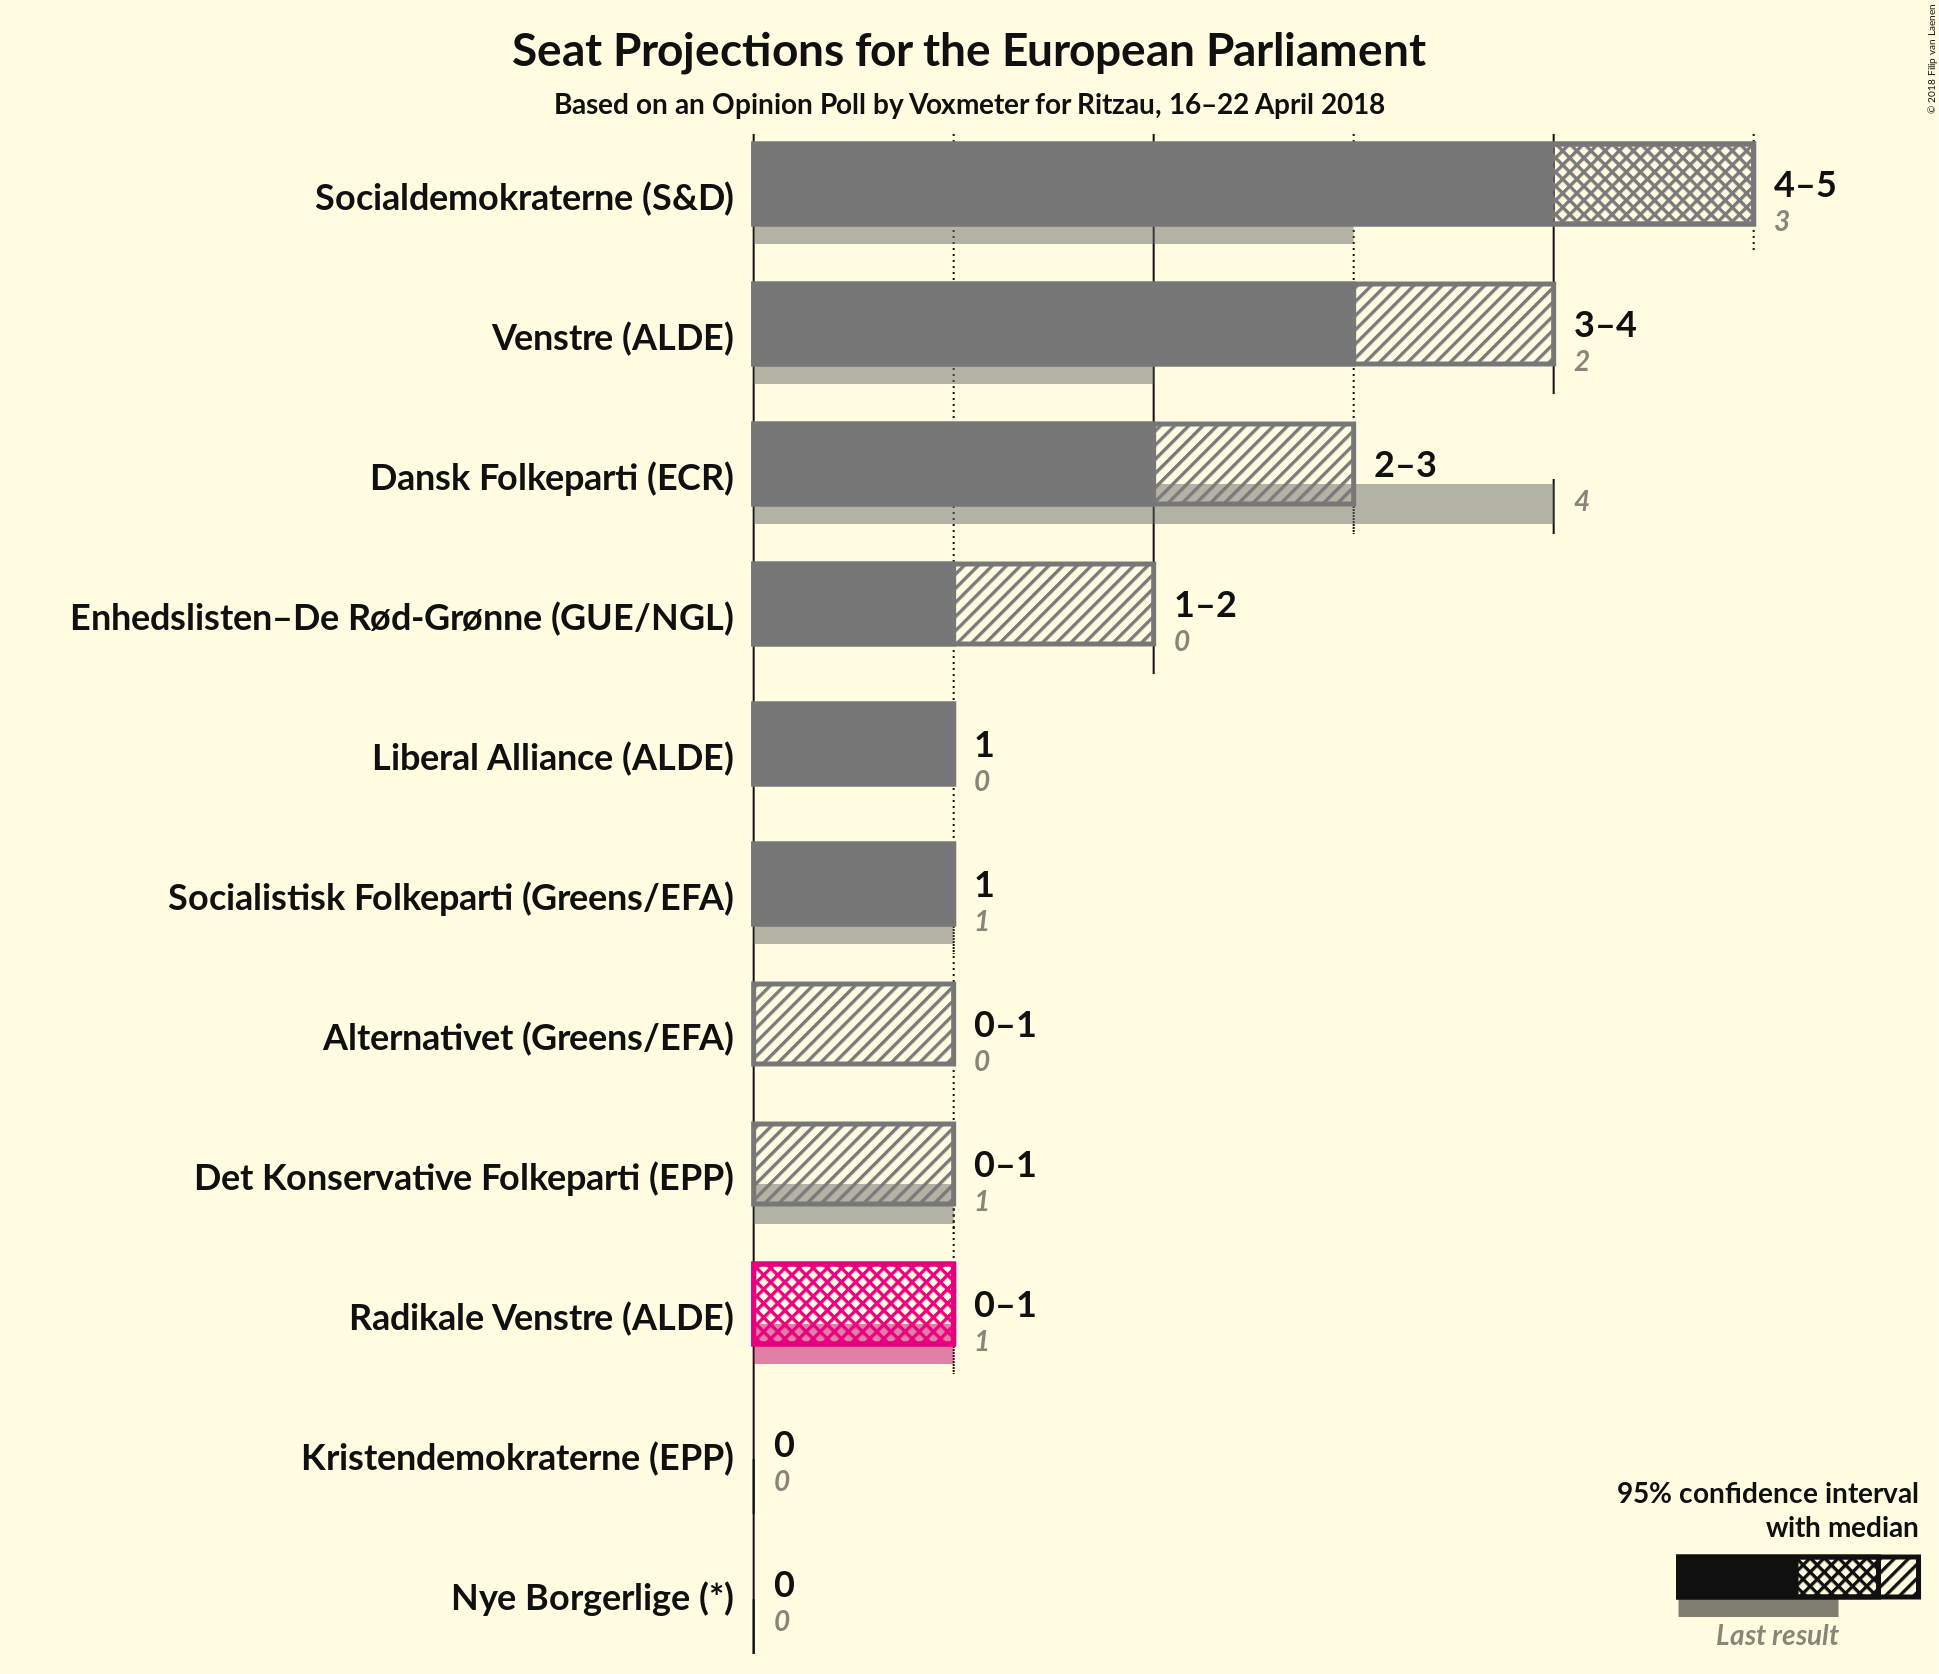 Seat Projections for the European Parliament
Based on an Opinion Poll by Voxmeter for Ritzau, 16–22 April 2018
© 2018 Filip van Laenen
Socialdemokraterne (S&D)
4–5
3
Venstre (ALDE)
3–4
2
Dansk Folkeparti (ECR)
2–3
4
Enhedslisten–De Rød-Grønne (GUE/NGL)
1–2
0
Liberal Alliance (ALDE)
1
0
Socialistisk Folkeparti (Greens/EFA)
1
1
Alternativet (Greens/EFA)
0–1
0
Det Konservative Folkeparti (EPP)
0–1
1
Radikale Venstre (ALDE)
0–1
1
Kristendemokraterne (EPP)
0
0
Nye Borgerlige (*)
0
0
95% confidence interval
with median
Last result